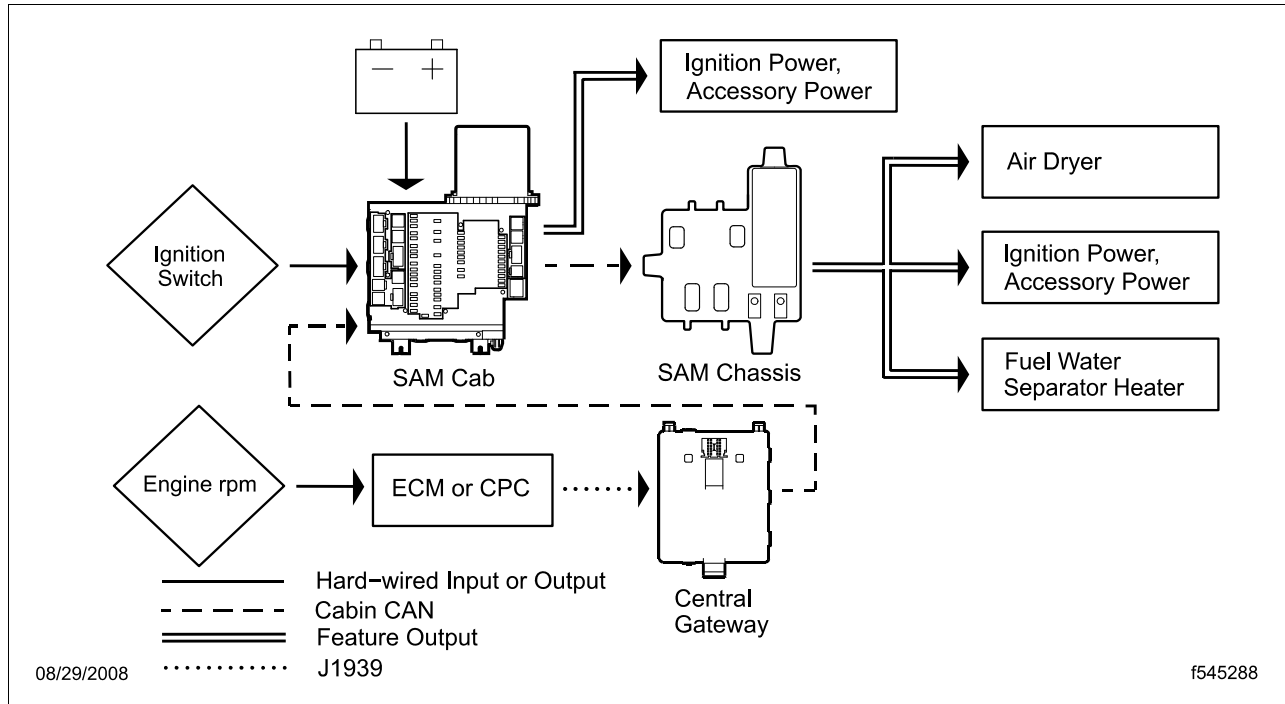 Ignition Power,
Accessory Power
Air Dryer
Ignition
Switch
Ignition Power,
Accessory Power
SAM Cab
SAM Chassis
Fuel Water
Separator Heater
Engine rpm
ECM or CPC
Hard−wired Input or Output
Cabin CAN
Central
Gateway
Feature Output
J1939
08/29/2008
f545288